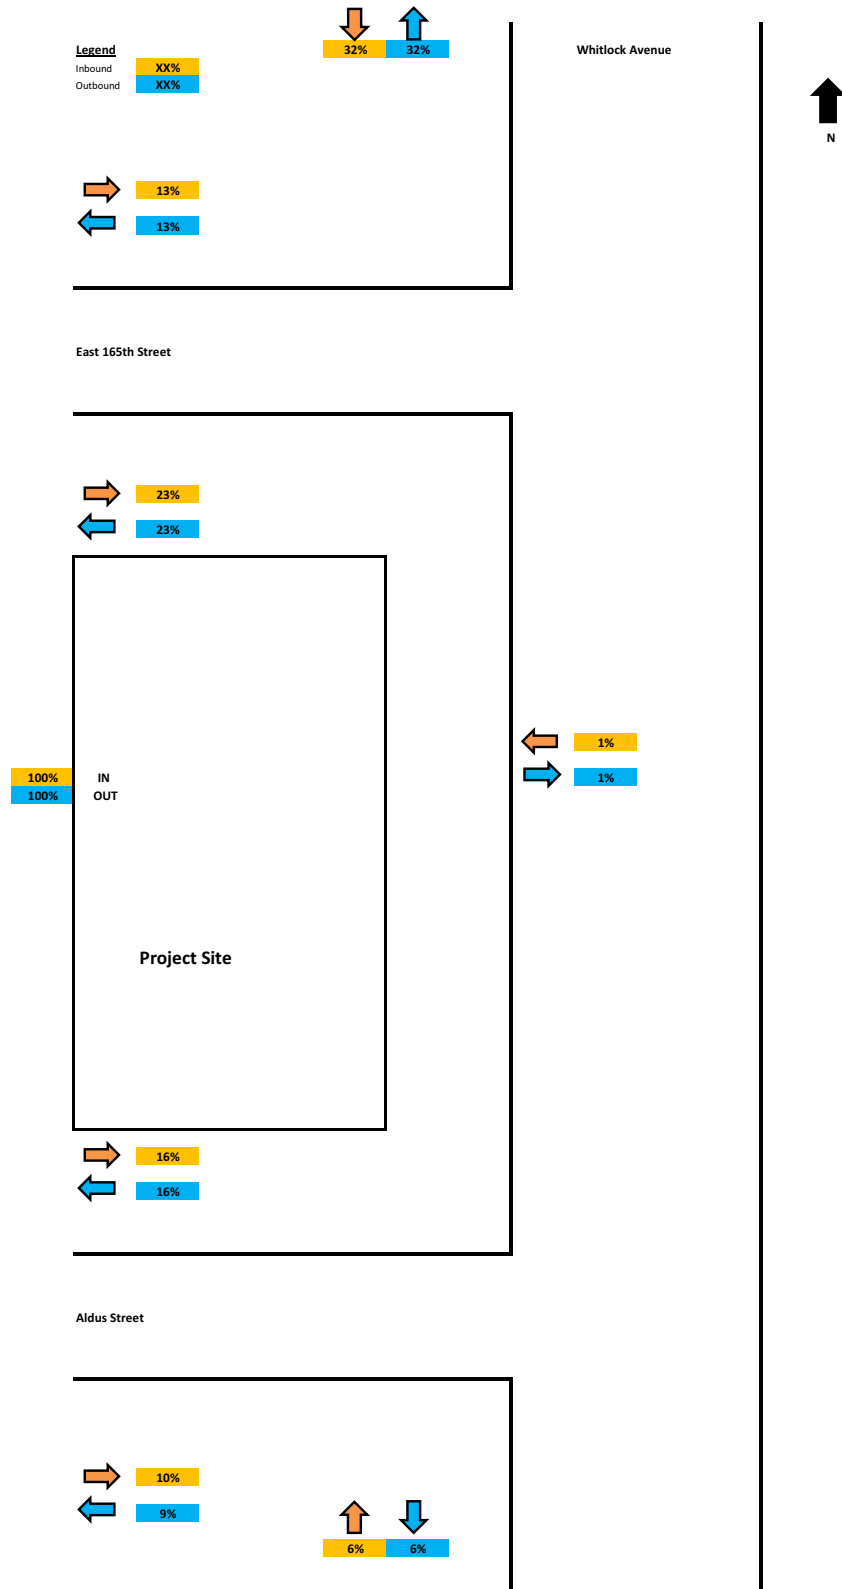 32% 32%
Whitlock Avenue
Legend
Inbound XX%
Outbound XX%
N
13%
13%
East 165th Street
23%
23%
1%
1%
100% IN
100% OUT
Project Site
16%
16%
Aldus Street
10%
9%
6% 6%